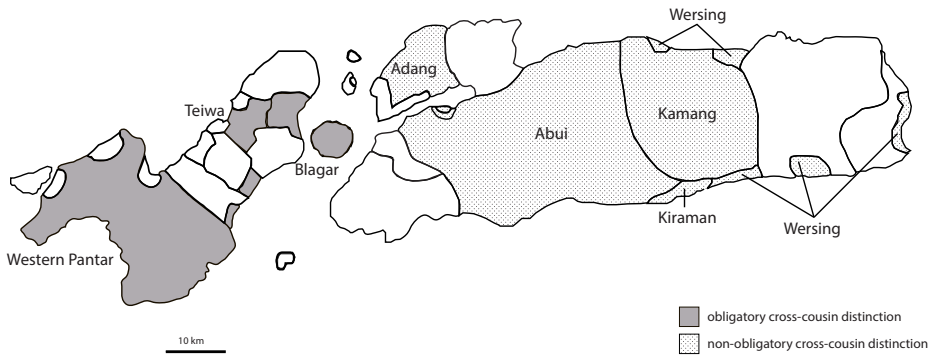 Wersing
Adang
Teiwa
Kamang
Abui
Blagar
Kiraman
Wersing
Western Pantar
obligatory cross-cousin distinction
10 km
non-obligatory cross-cousin distinction